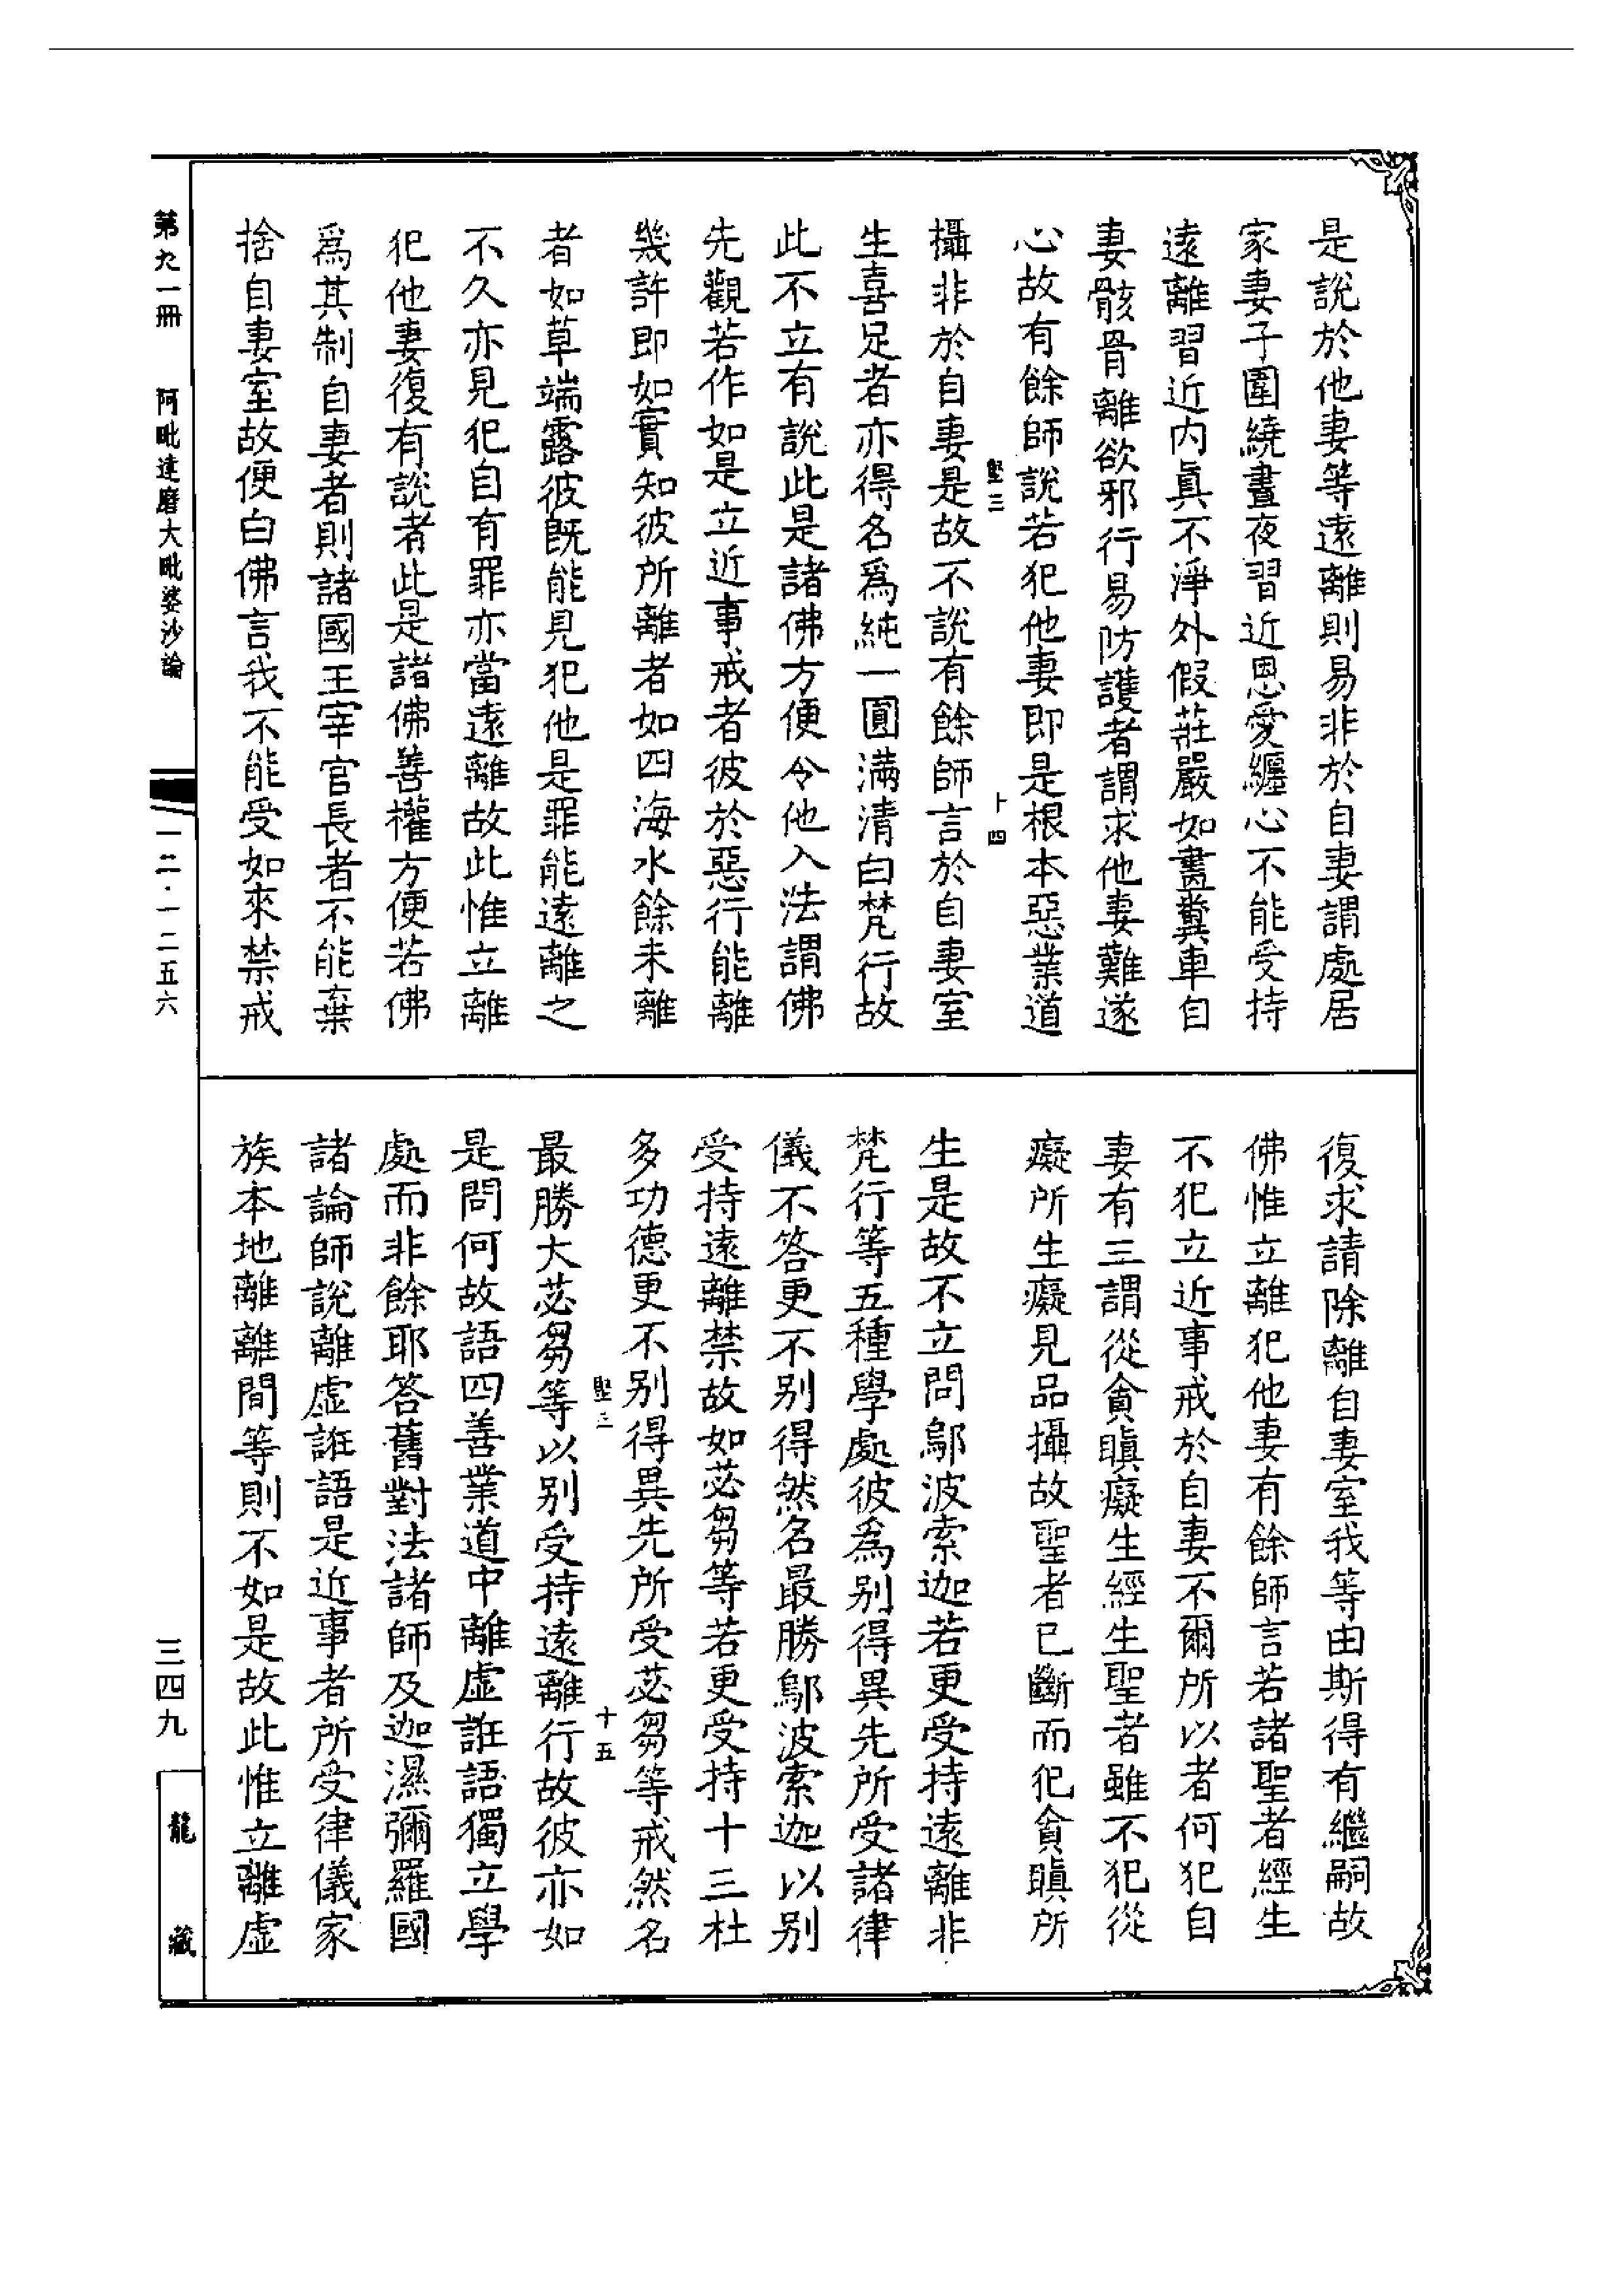 是說於他妻等遠離則易非於自妻謂處居
家妻子圍繞晝夜習近恩愛纏心不能受持
遠離習近內真不淨外假莊嚴如畫糞車自
妻骸骨離欲邪行易防護者謂求他妻難遂
心故有餘師說若犯他妻即是根本惡業道
堅三 十四
攝非於自妻是故不說有餘師言於自妻室
生喜足者亦得名為純一圓滿清白梵行故
此不立有說此是諸佛方便令他入法謂佛
先觀若作如是立近事戒者彼於惡行能離
幾許即如實知彼所離者如四海水餘未離
者如草端露彼既能見犯他是罪能遠離之
不久亦見犯自有罪亦當遠離故此惟立離
犯他妻復有說者此是諸佛善權方便若佛
為其制自妻者則諸國王宰官長者不能棄
捨自妻室故便白佛言我不能受如來禁戒
復求請除離自妻室我等由斯得有繼嗣故
佛惟立離犯他妻有餘師言若諸聖者經生
不犯立近事戒於自妻不爾所以者何犯自
妻有三謂從貪瞋癡生經生聖者雖不犯從
癡所生癡見品攝故聖者已斷而犯貪瞋所
生是故不立問鄔波索迦若更受持遠離非
梵行等五種學處彼為別得異先所受諸律
儀不答更不別得然名最勝鄔波索迦以別
受持遠離禁故如苾芻等若更受持十三杜
多功德更不別得異先所受苾芻等戒然名
堅三 十五
最勝大苾芻等以別受持遠離行故彼亦如
是問何故語四善業道中離虛誑語獨立學
處而非餘耶答舊對法諸師及迦濕彌羅國
諸論師說離虛誑語是近事者所受律儀家
族本地離離間等則不如是故此惟立離虛
第九一冊 阿毗達磨大毗婆沙論
一二·一二五六
三四九
龍藏